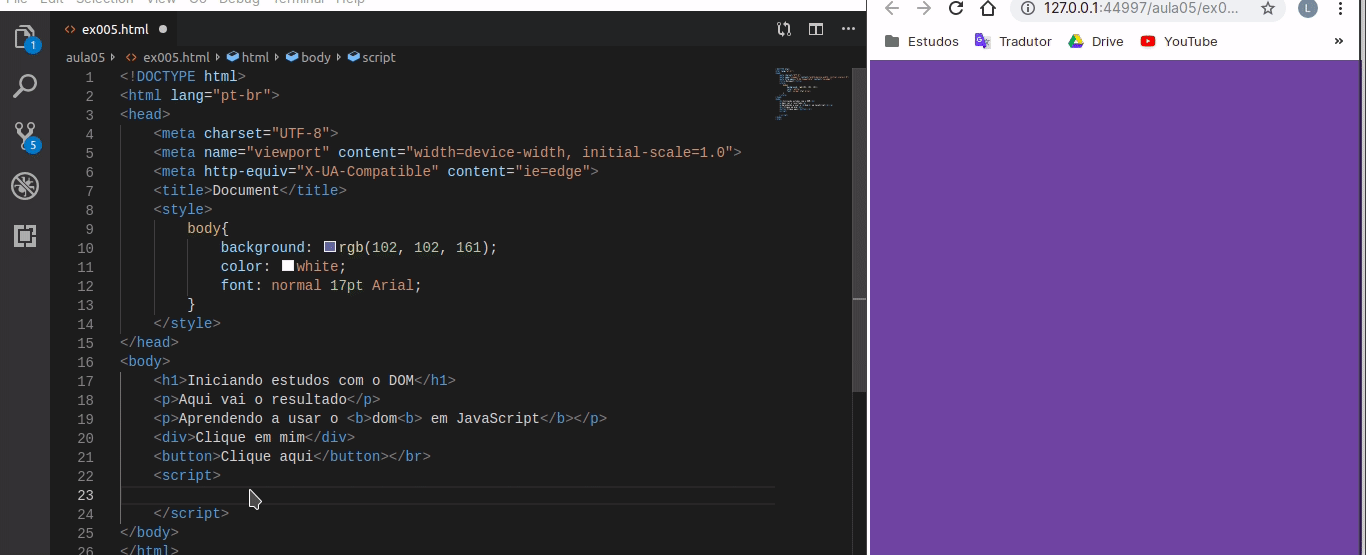 File Edit Selection View Go Debug Terminal Help
ex005.html
1
5
aula05 ex005.html html body script
1 <!DOCTYPE html>
2 <html lang="pt-br">
3 <head>
4 <meta charset="UTF-8">
5 <meta name="viewport" content="width=device-width, initial-scale=1.0">
6 <meta http-equiv="X-UA-Compatible" content="ie=edge">
7 <title>Document</title>
8 <style>
9 body{
10 background: rgb(102, 102, 161);
11 color: white;
12 font: normal 17pt Arial;
13 }
14 </style>
15 </head>
16 <body>
17 <h1>Iniciando estudos com o DOM</h1>
18 <p>Aqui vai o resultado</p>
19 <p>Aprendendo a usar o <b>dom<b> em JavaScript</b></p>
20 <div>Clique em mim</div>
21 <button>Clique aqui</button></br>
22 <script>
23
24 </script>
25 </body>
26 </html>
127.0.0.1:44997/aula05/ex0...
L
Estudos Tradutor Drive YouTube »